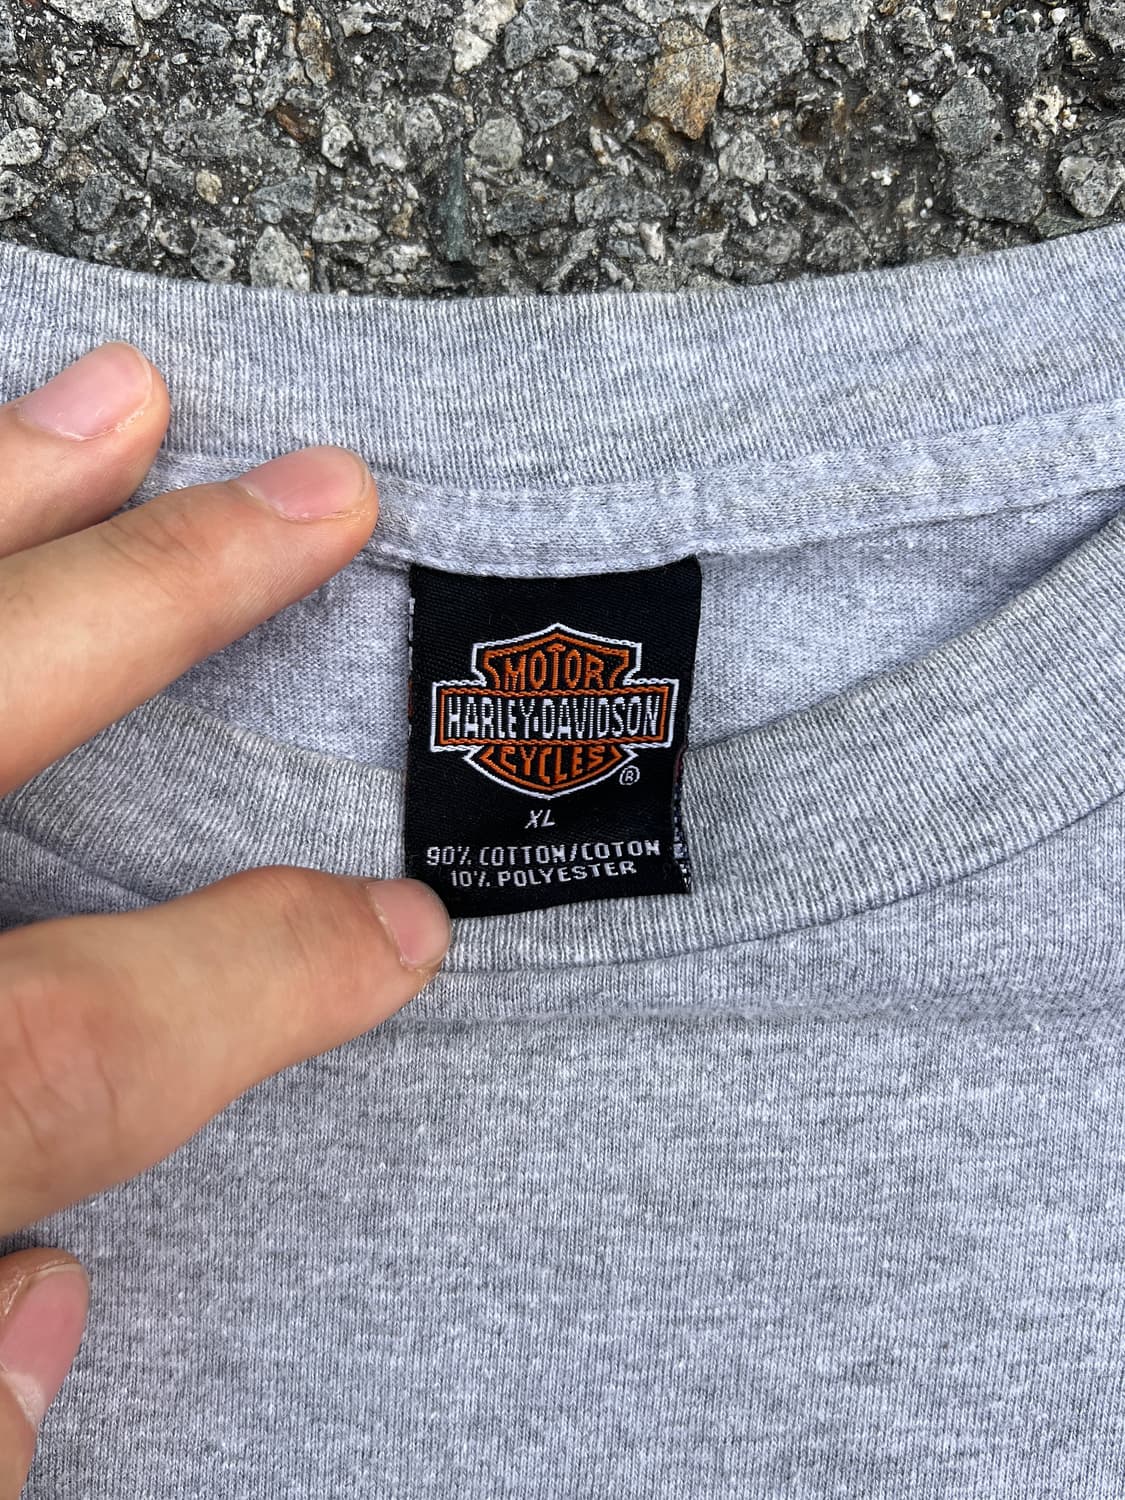 MOTOR
HARLEY-DAVIDSON
CYCLES
®
XL
90% COTTON/COTON
10% POLYESTER